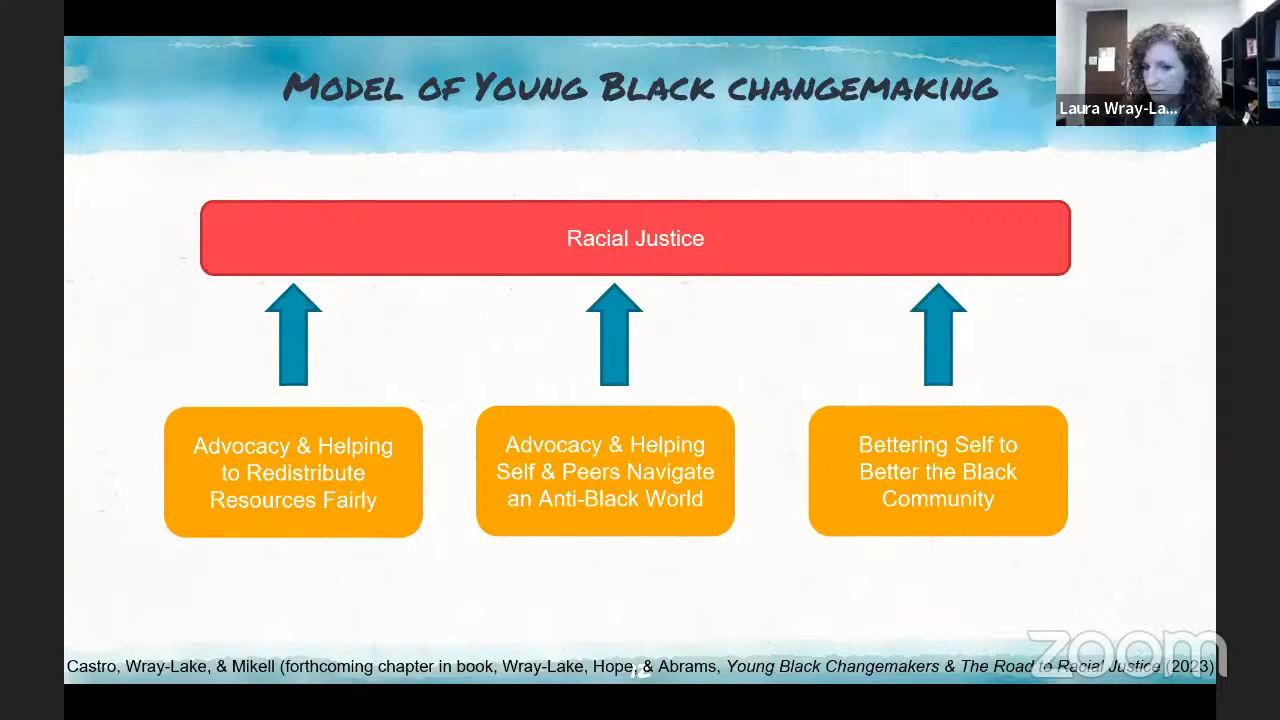 Model of Young Black changemaking
Laura Wray-La...
Racial Justice
Advocacy & Helping
to Redistribute
Resources Fairly
Advocacy & Helping
Self & Peers Navigate
an Anti-Black World
Bettering Self to
Better the Black
Community
zoom
Castro, Wray-Lake, & Mikell (forthcoming chapter in book, Wray-Lake, Hope, & Abrams, Young Black Changemakers & The Road to Racial Justice (2023)
12